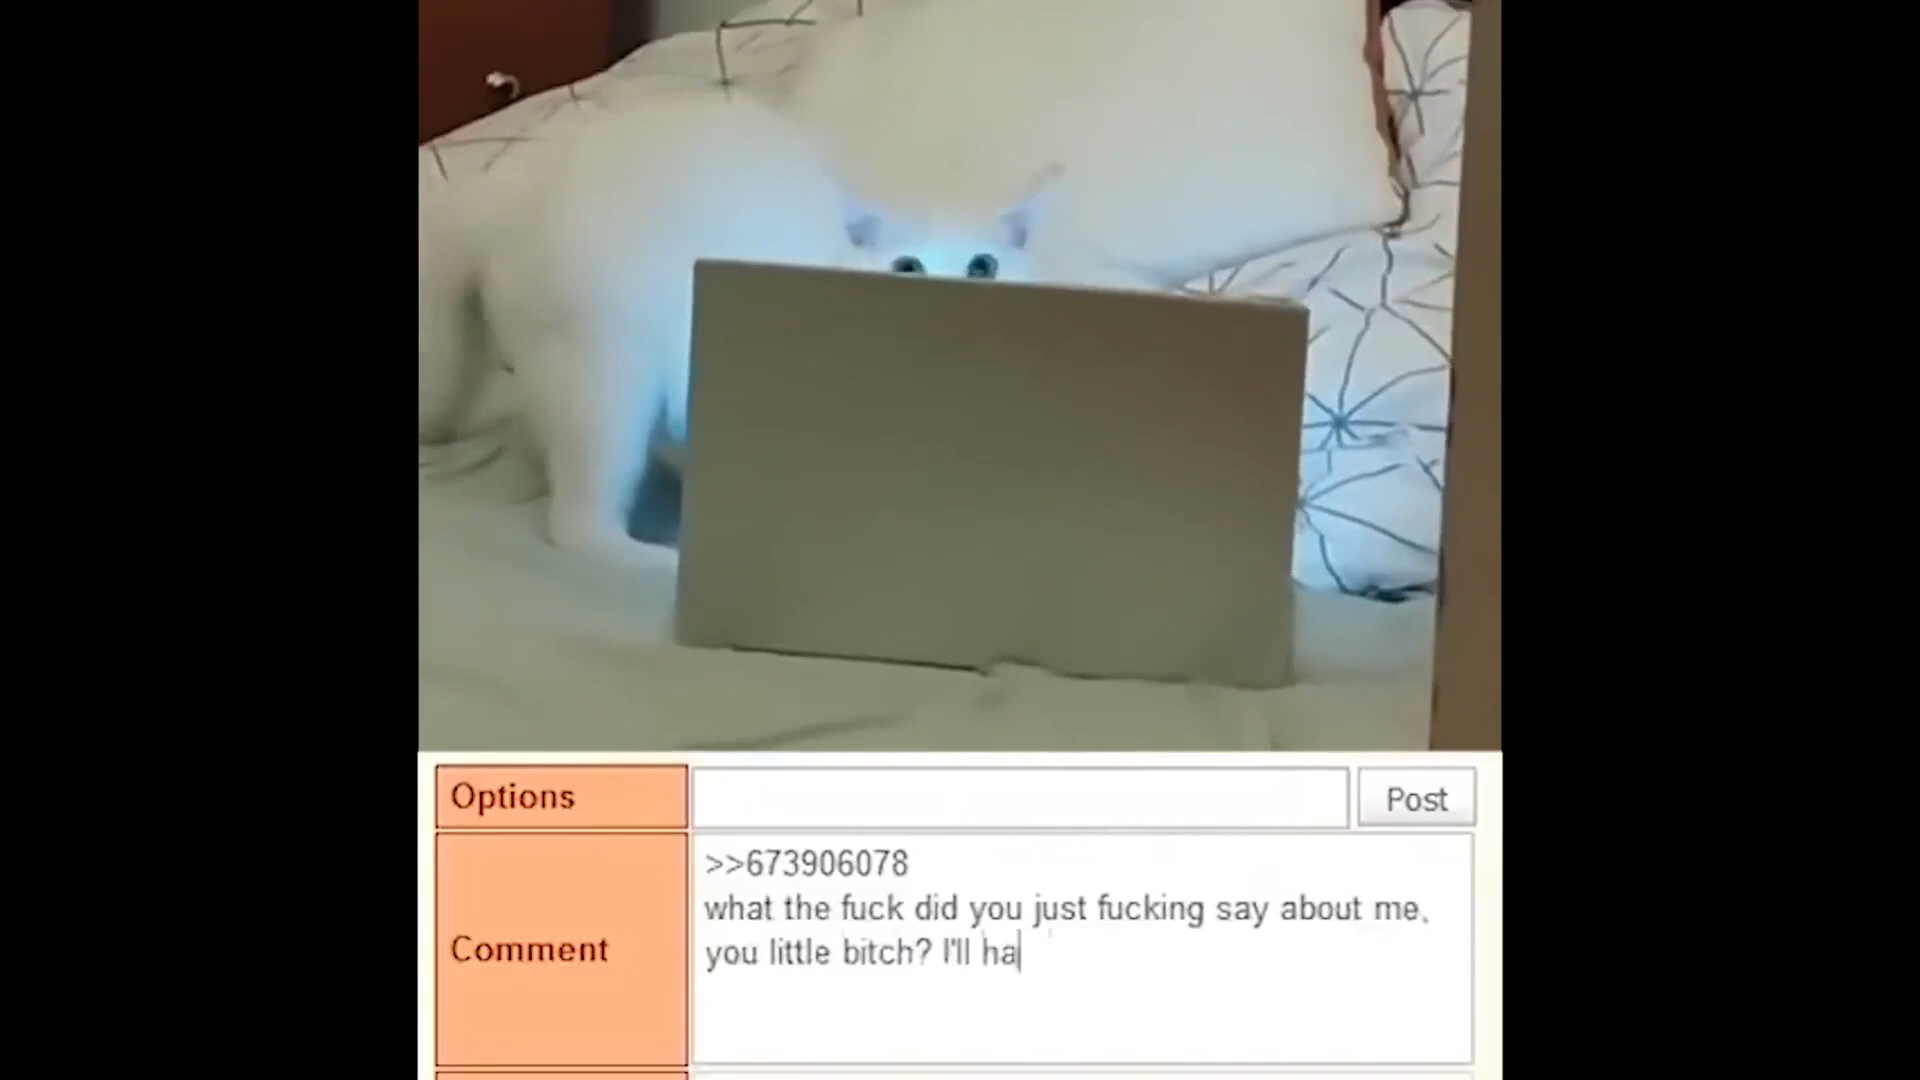 Options
Post
Comment
>>673906078
what the fuck did you just fucking say about me,
you little bitch? I'll ha